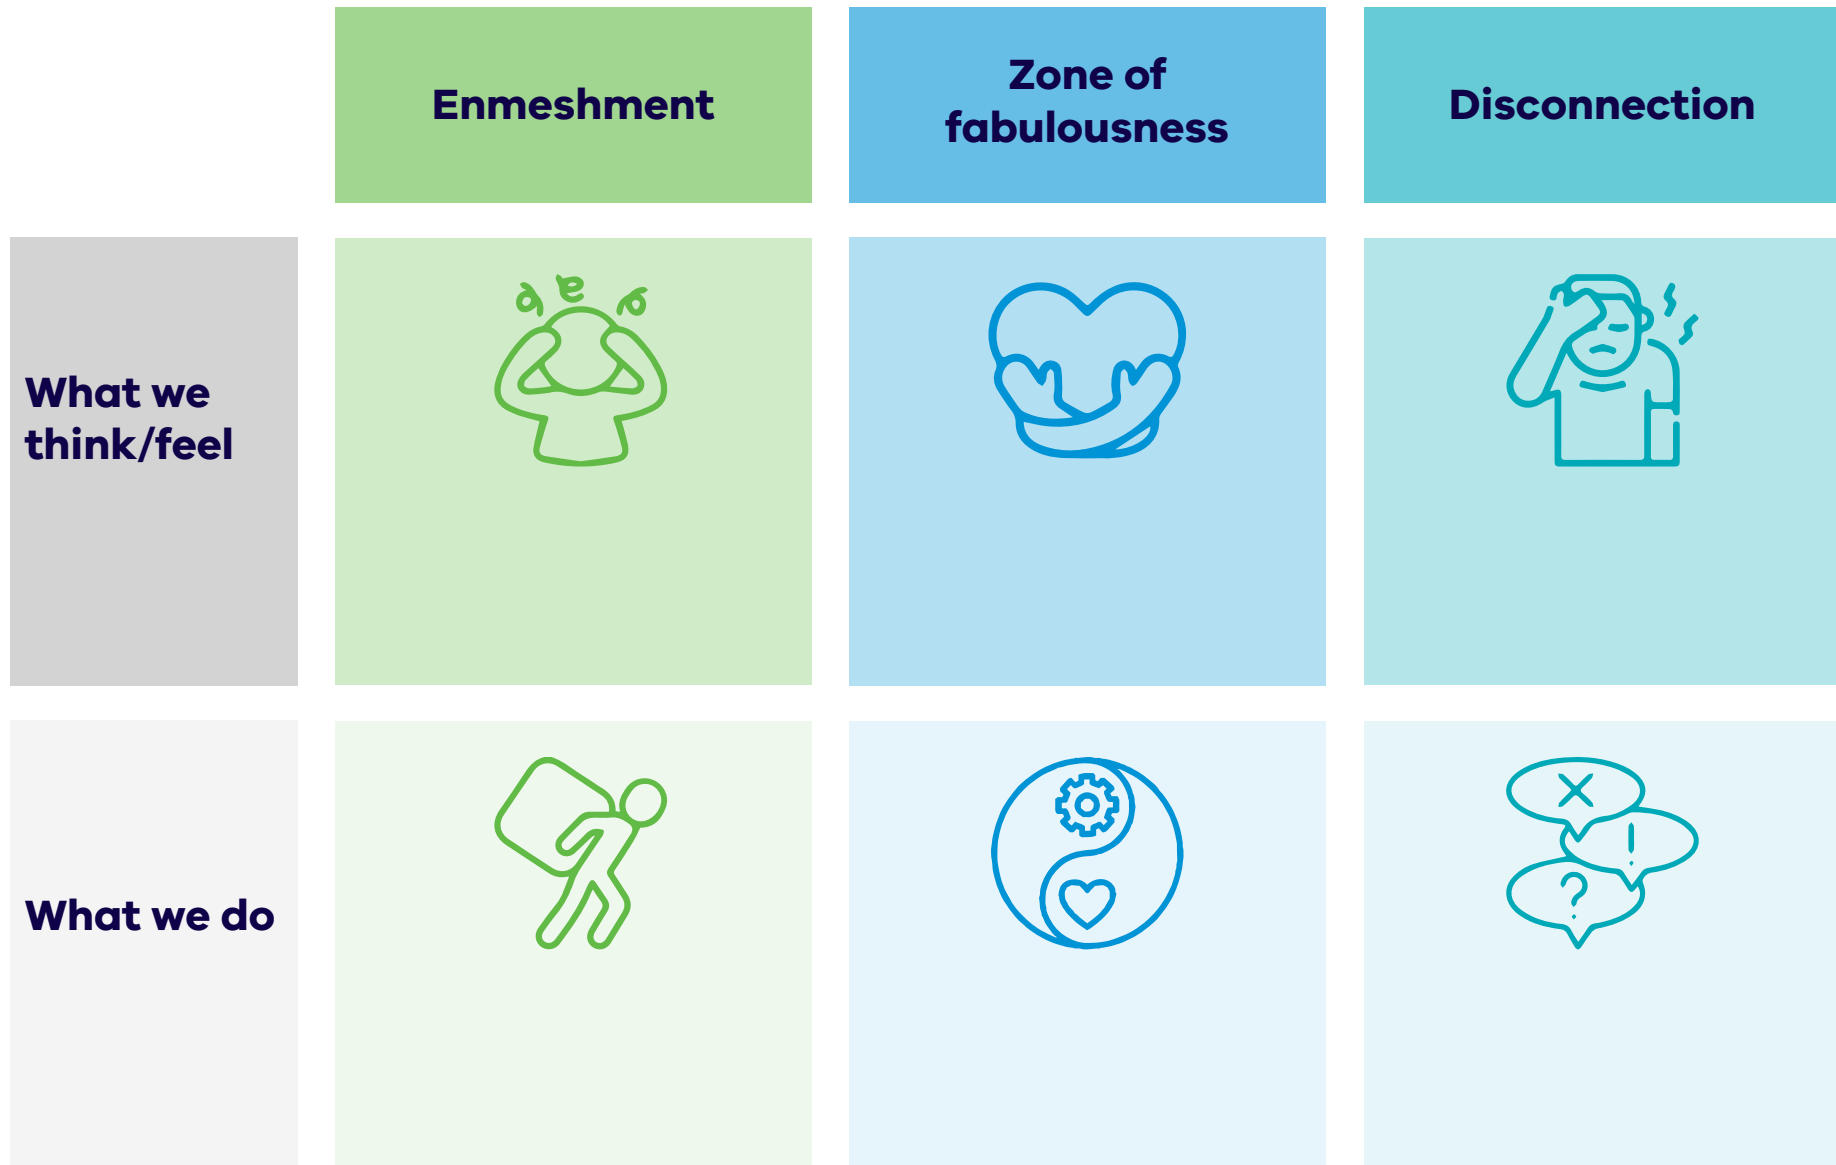 Enmeshment
Zone of
fabulousness
Disconnection
What we
think/feel
What we do